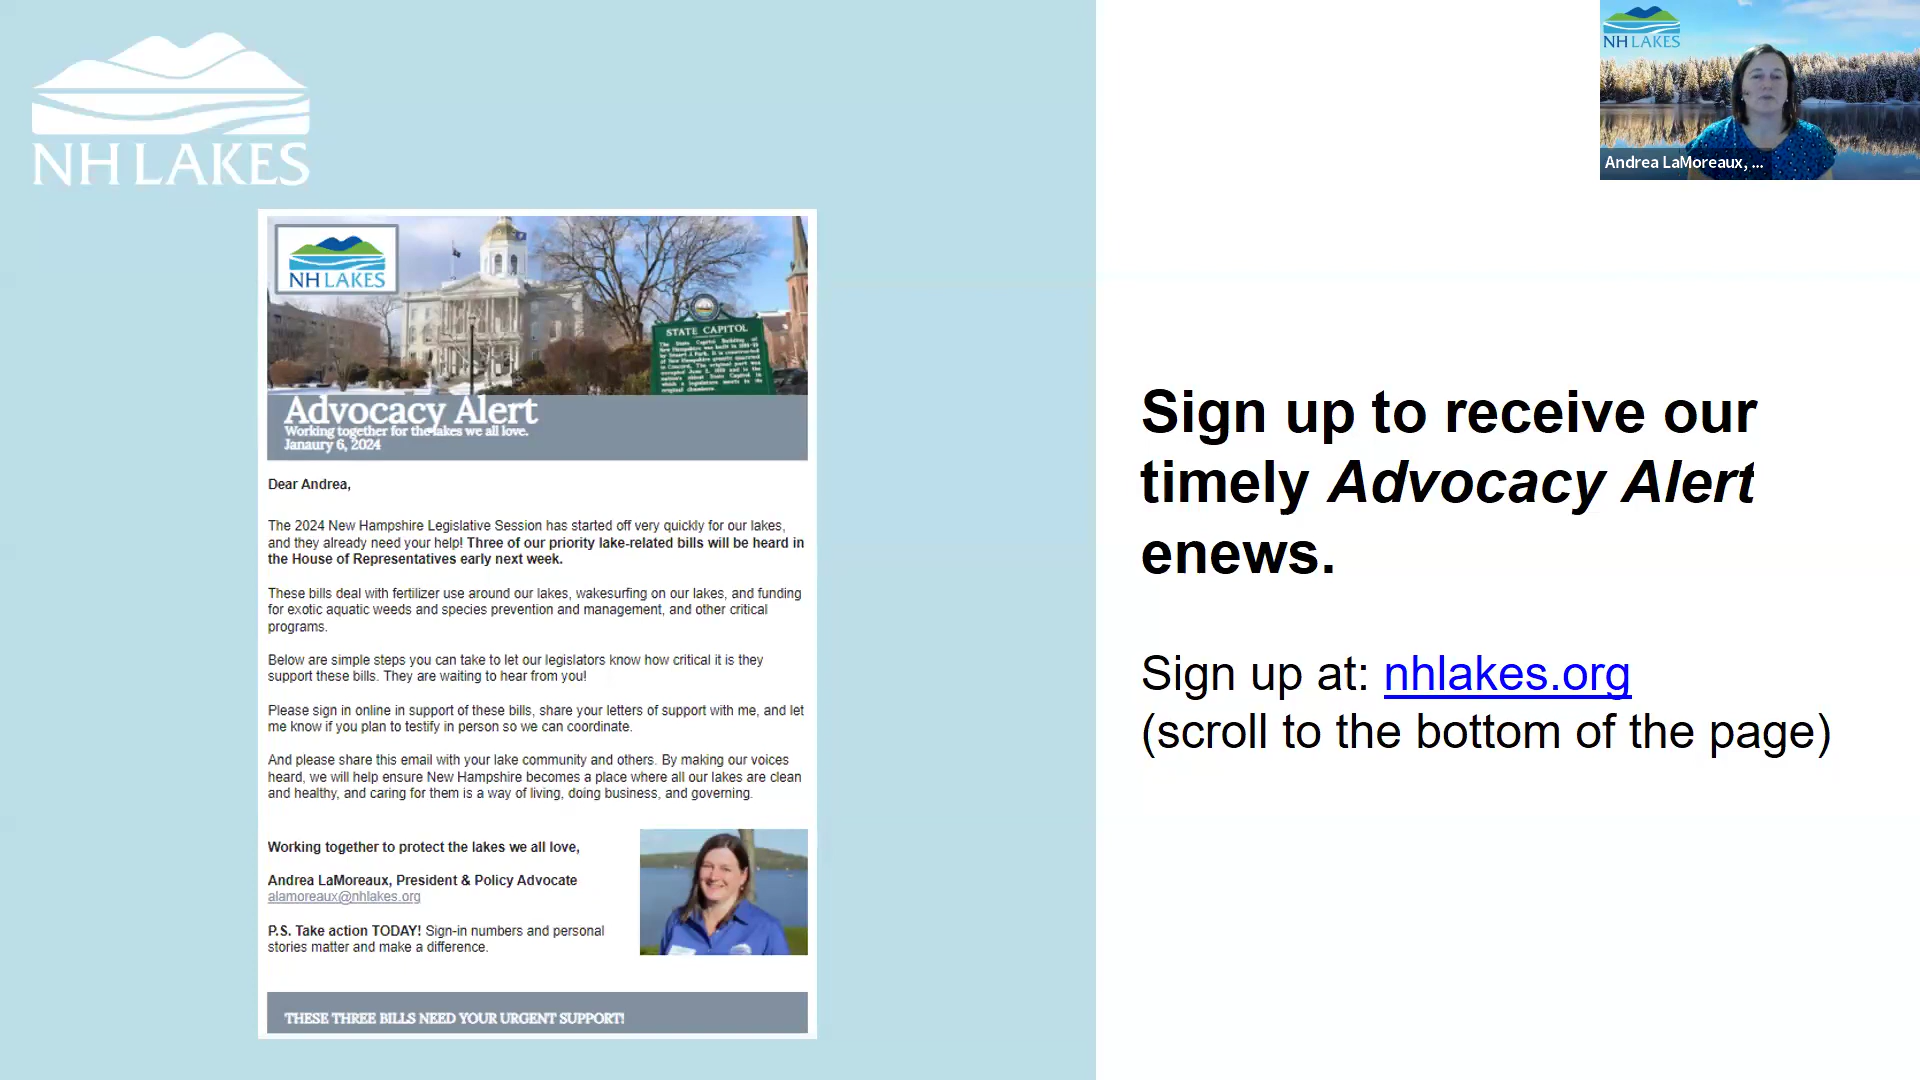 NH LAKES
NH LAKES
STATE CAPITOL
Advocacy Alert
Working together for the lakes we all love.
Janaury 6, 2024
Dear Andrea,
The 2024 New Hampshire Legislative Session has started off very quickly for our lakes,
and they already need your help! Three of our priority lake-related bills will be heard in
the House of Representatives early next week.
These bills deal with fertilizer use around our lakes, wakesurfing on our lakes, and funding
for exotic aquatic weeds and species prevention and management, and other critical
programs.
Below are simple steps you can take to let our legislators know how critical it is they
support these bills. They are waiting to hear from you!
Please sign in online in support of these bills, share your letters of support with me, and let
me know if you plan to testify in person so we can coordinate.
And please share this email with your lake community and others. By making our voices
heard, we will help ensure New Hampshire becomes a place where all our lakes are clean
and healthy, and caring for them is a way of living, doing business, and governing.
Working together to protect the lakes we all love,
Andrea LaMoreaux, President & Policy Advocate
alamoreaux@nhlakes.org
P.S. Take action TODAY! Sign-in numbers and personal
stories matter and make a difference.
THESE THREE BILLS NEED YOUR URGENT SUPPORT!
Sign up to receive our
timely Advocacy Alert
enews.
Sign up at: nhlakes.org
(scroll to the bottom of the page)
NH LAKES
Andrea LaMoreaux, ...